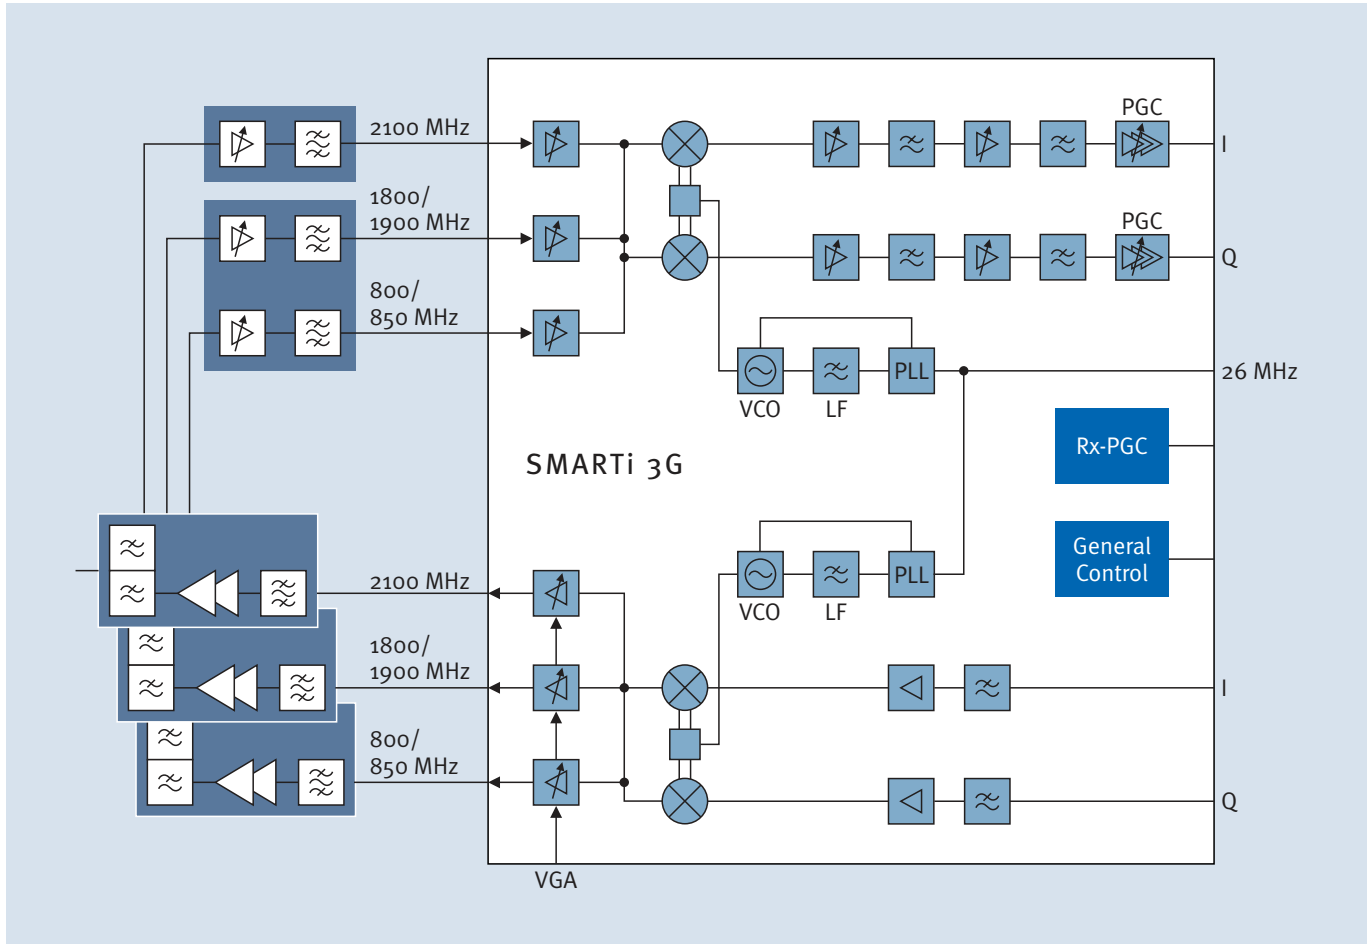 PGC
2100 MHz
I
1800/
1900 MHz
PGC
Q
800/
850 MHz
PLL
26 MHz
VCO
LF
Rx-PGC
SMARTi 3G
General
Control
2100 MHz
PLL
VCO
LF
1800/
1900 MHz
I
800/
850 MHz
Q
VGA